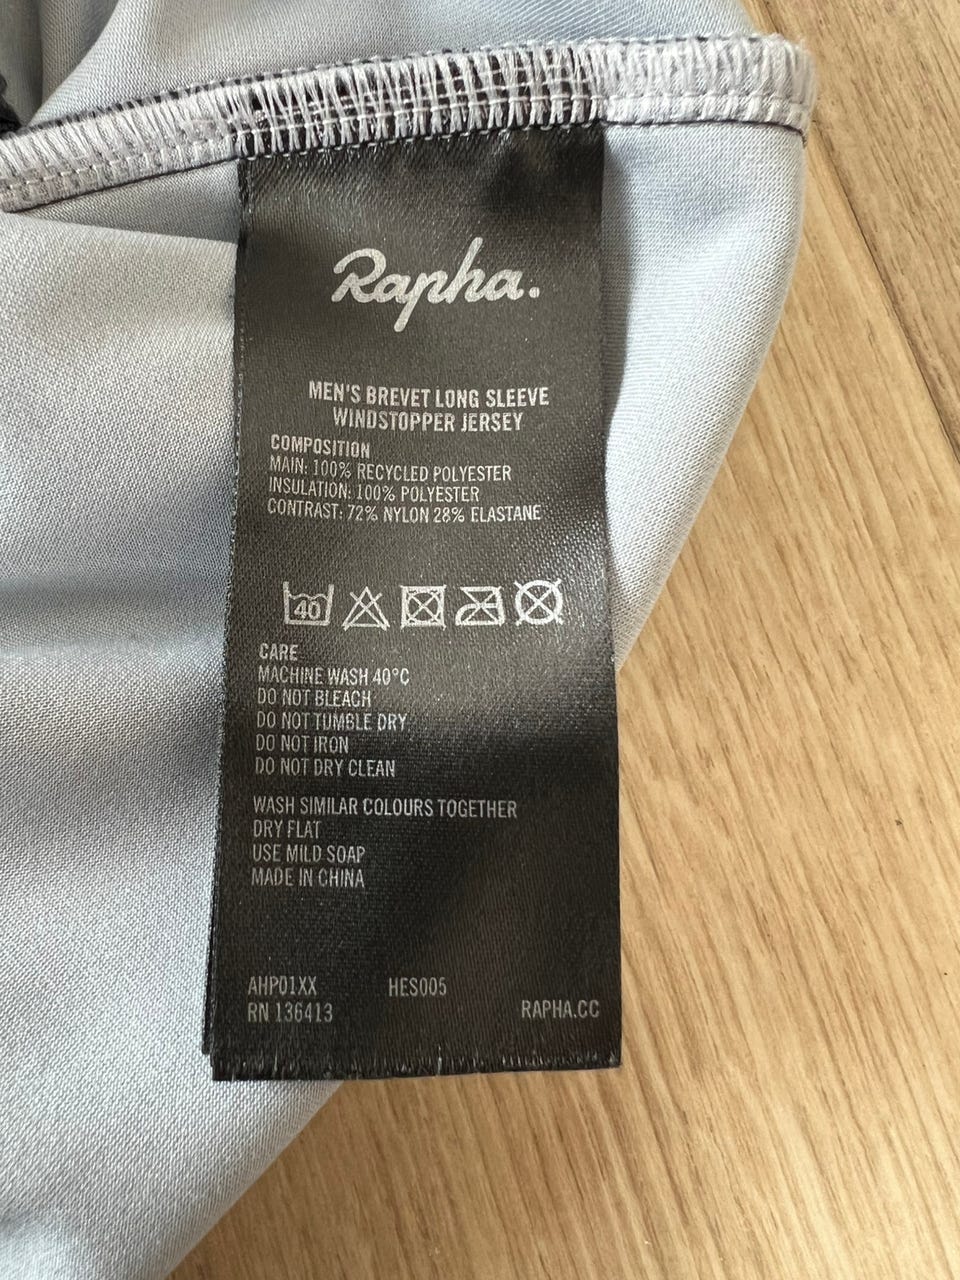 Rapha.
MEN'S BREVET LONG SLEEVE
WINDSTOPPER JERSEY
COMPOSITION
MAIN: 100% RECYCLED POLYESTER
INSULATION: 100% POLYESTER
CONTRAST: 72% NYLON 28% ELASTANE
40
CARE
MACHINE WASH 40°C
DO NOT BLEACH
DO NOT TUMBLE DRY
DO NOT IRON
DO NOT DRY CLEAN
WASH SIMILAR COLOURS TOGETHER
DRY FLAT
USE MILD SOAP
MADE IN CHINA
AHP01XX HES005
RN 136413 RAPHA.CC